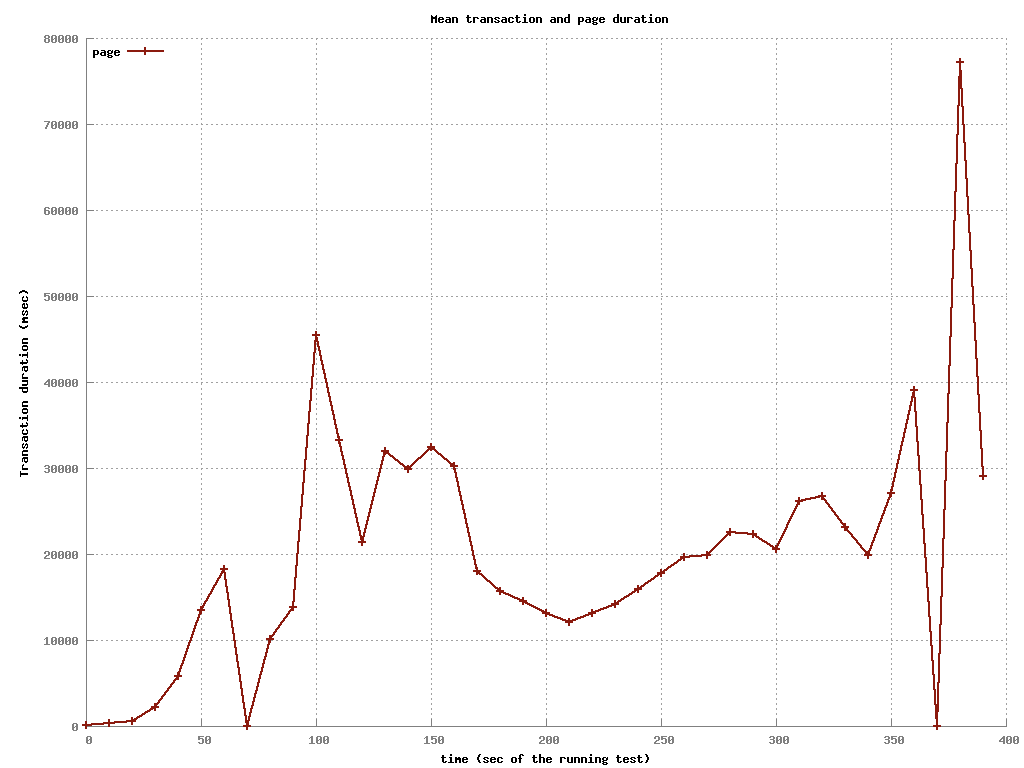 Mean transaction and page duration
page
80000
70000
60000
50000
40000
30000
20000
10000
0
Transaction duration (msec)
0 50 100 150 200 250 300 350 400
time (sec of the running test)